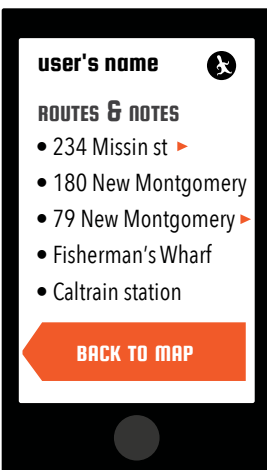 user's name
ROUTES & NOTES
• 234 Missin st
• 180 New Montgomery
• 79 New Montgomery
• Fisherman's Wharf
• Caltrain station
BACK TO MAP